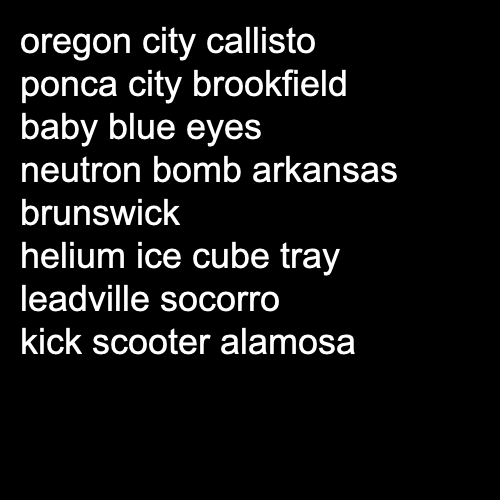 oregon city callisto
ponca city brookfield
baby blue eyes
neutron bomb arkansas
brunswick
helium ice cube tray
leadville socorro
kick scooter alamosa